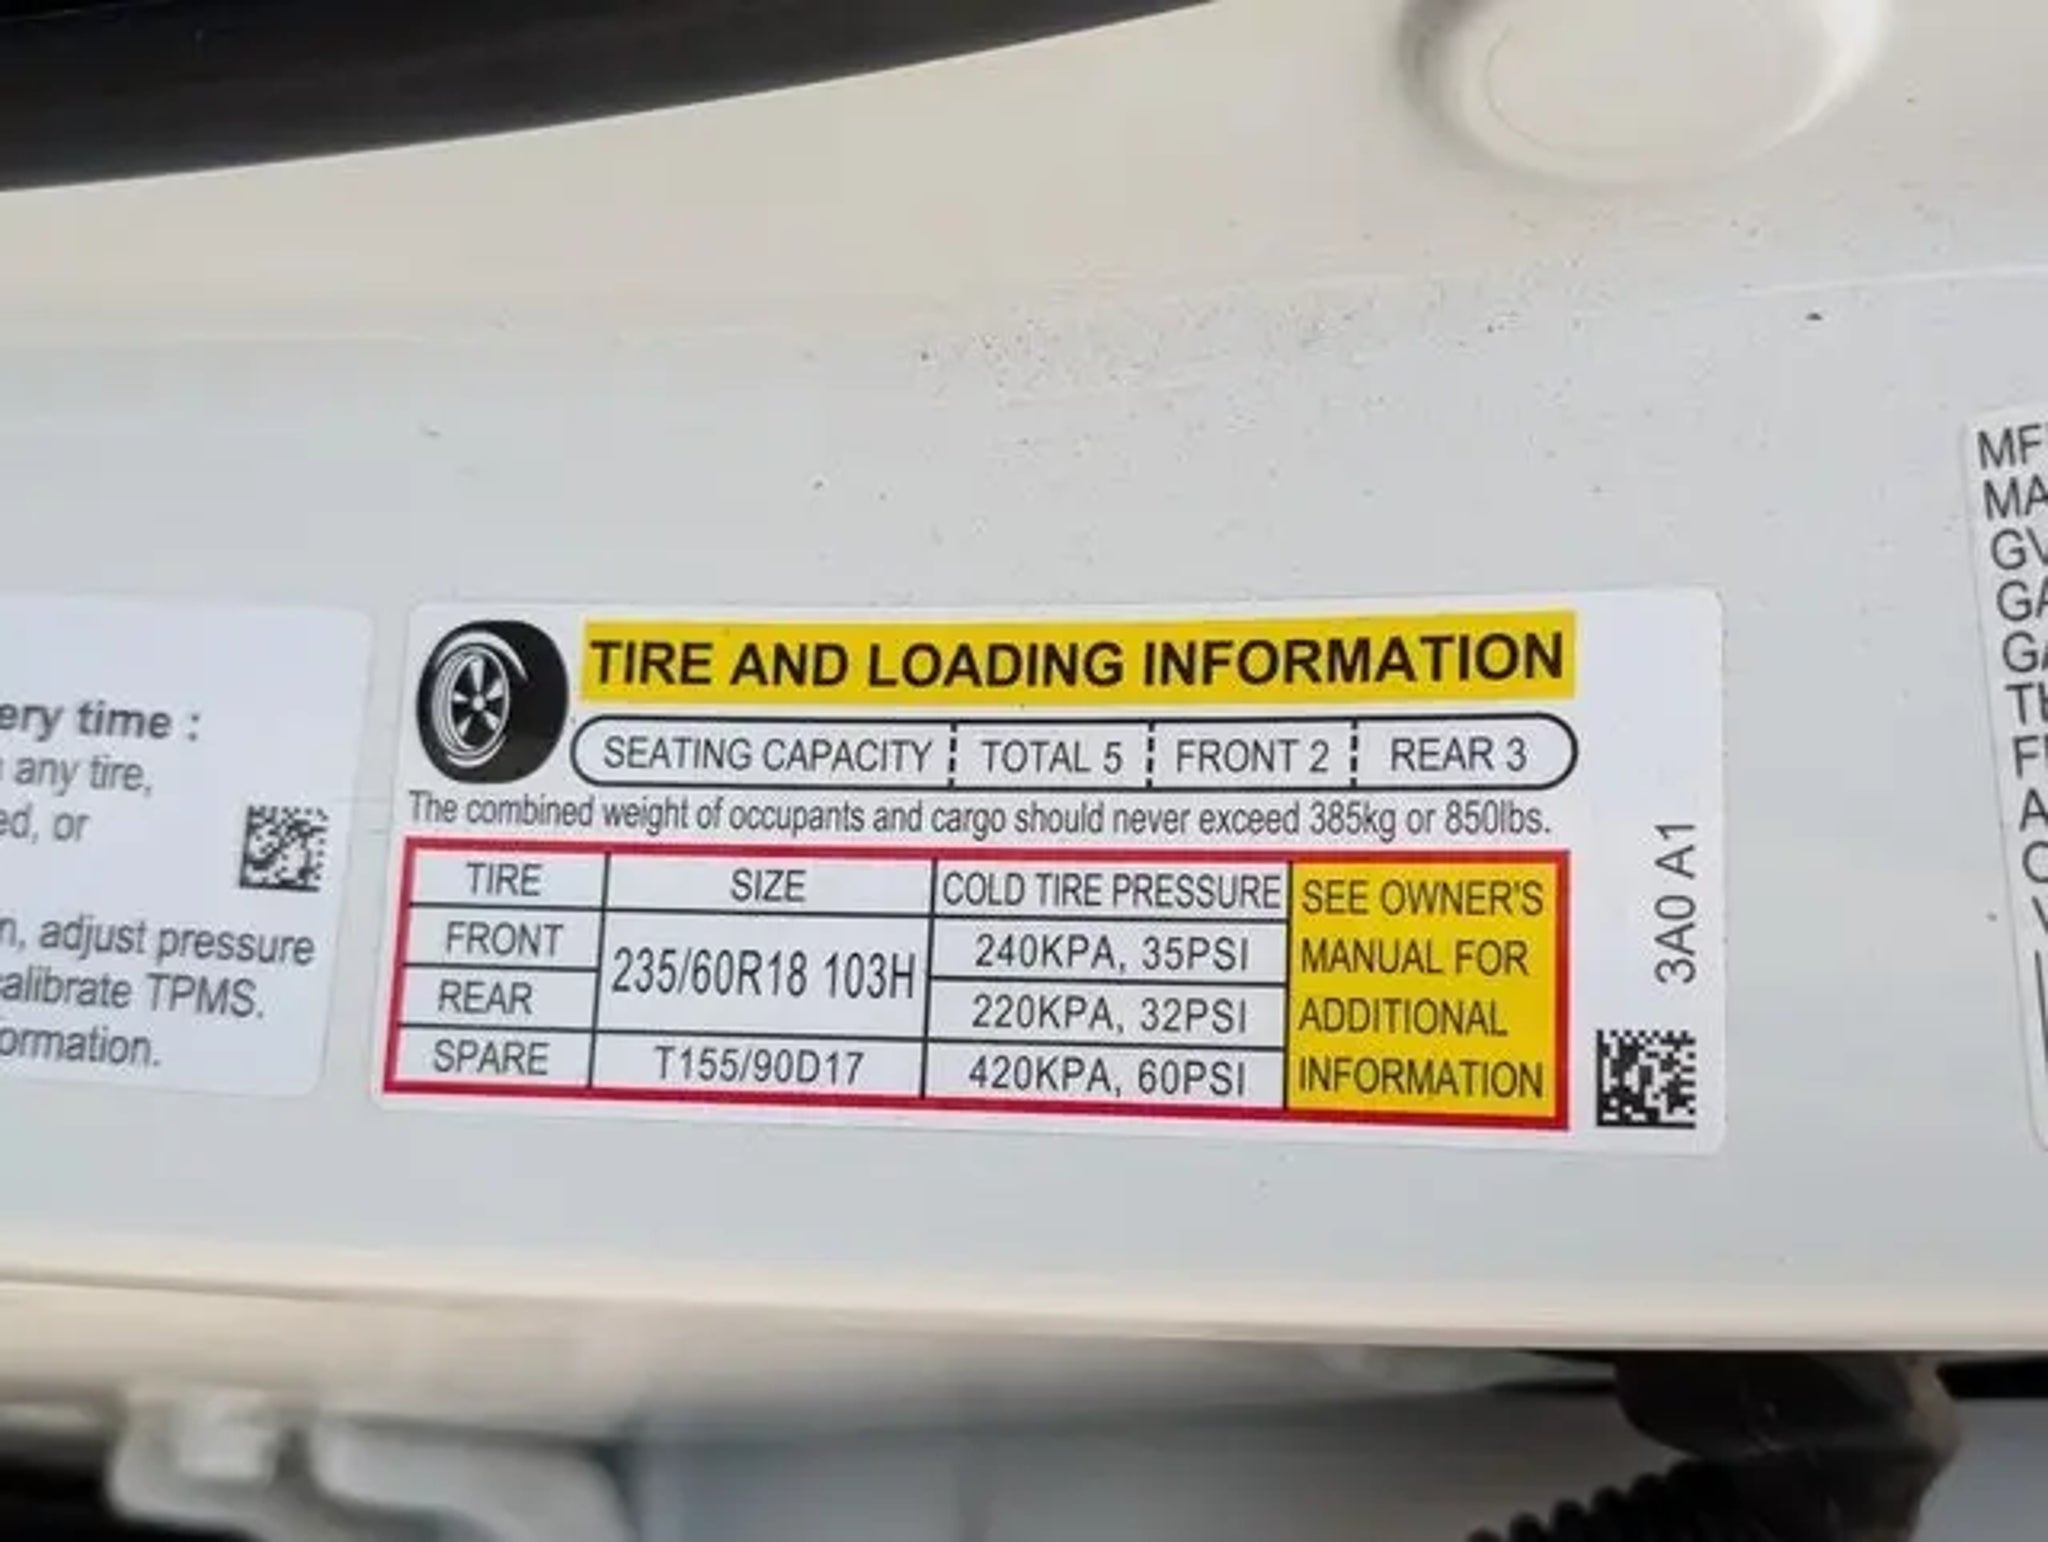 ery time :
any tire,
ed, or
n, adjust pressure
alibrate TPMS.
ormation.
TIRE AND LOADING INFORMATION
SEATING CAPACITY TOTAL 5 FRONT 2 REAR 3
The combined weight of occupants and cargo should never exceed 385kg or 850lbs.
TIRE SIZE COLD TIRE PRESSURE SEE OWNER'S
FRONT 235/60R18 103H 240KPA, 35PSI MANUAL FOR
REAR 220KPA, 32PSI ADDITIONAL
SPARE T155/90D17 420KPA, 60PSI INFORMATION
3A0 A1
MF
MA
GV
GA
GA